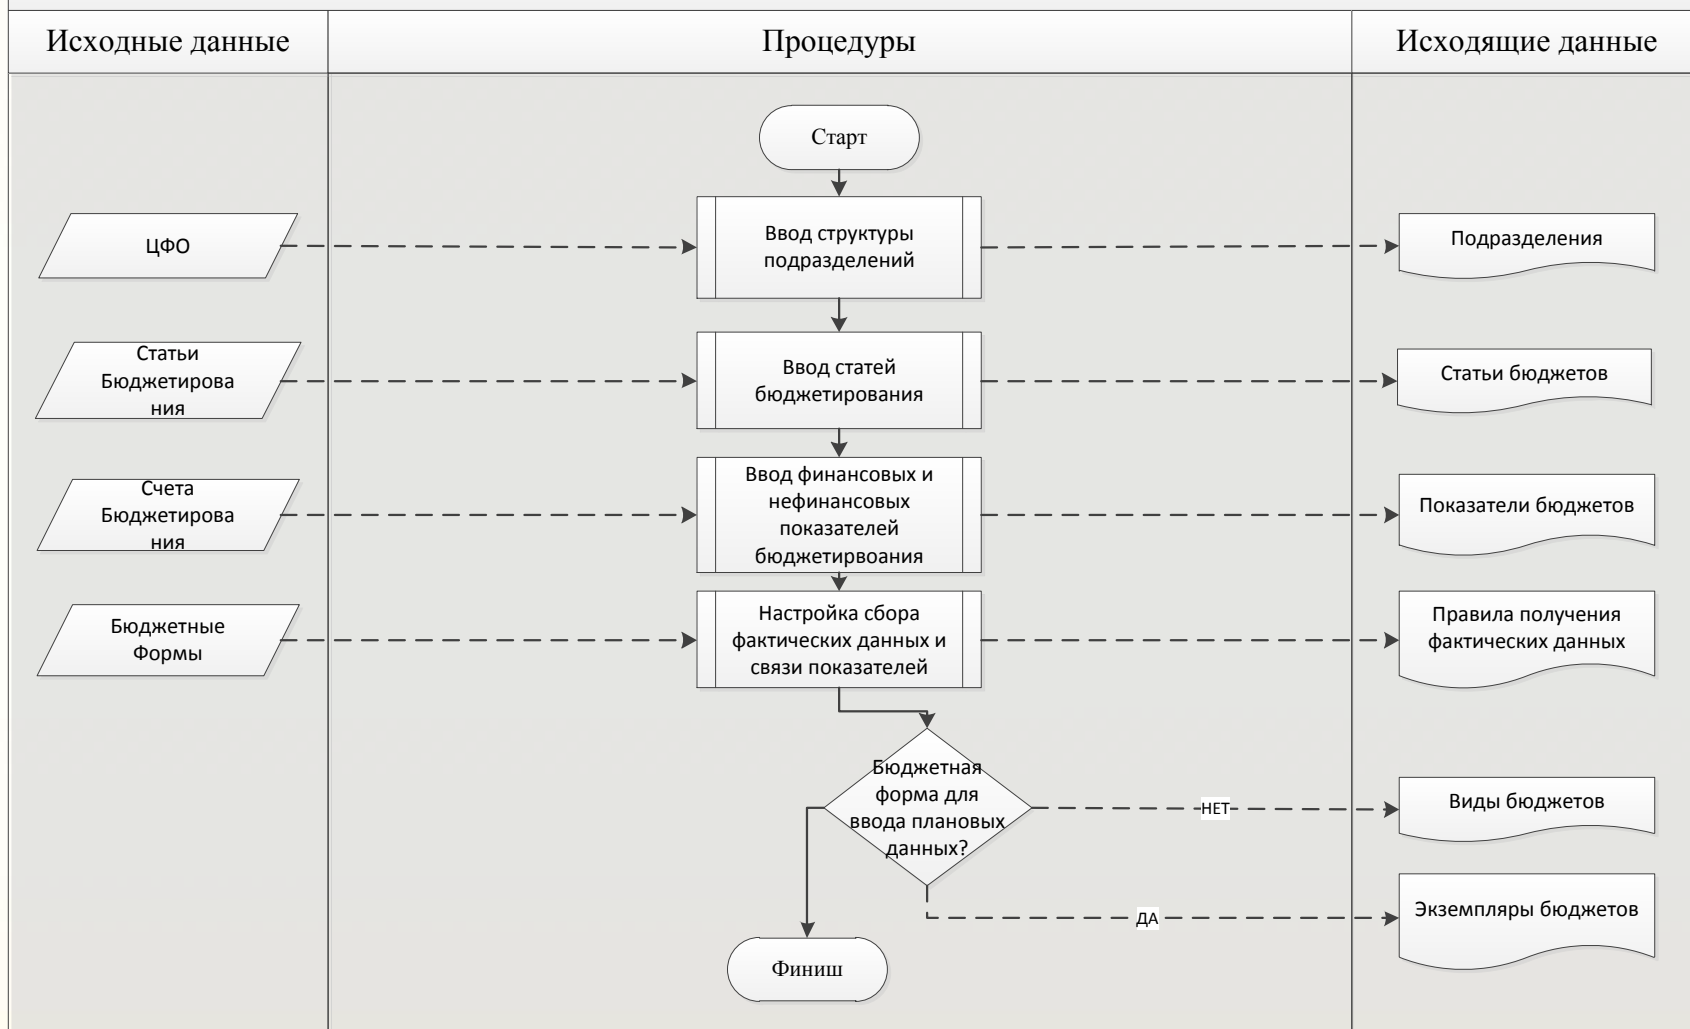 Исходные данные
Процедуры
Исходящие данные
Старт
ЦФО
Ввод структуры
подразделений
Подразделения
Статьи
Бюджетирова
ния
Ввод статей
бюджетирования
Статьи бюджетов
Счета
Бюджетирова
ния
Ввод финансовых и
нефинансовых
показателей
бюджетирвоания
Показатели бюджетов
Бюджетные
Формы
Настройка сбора
фактических данных и
связи показателей
Правила получения
фактических данных
Бюджетная
форма для
ввода плановых
данных?
НЕТ
Виды бюджетов
ДА
Экземпляры бюджетов
Финиш